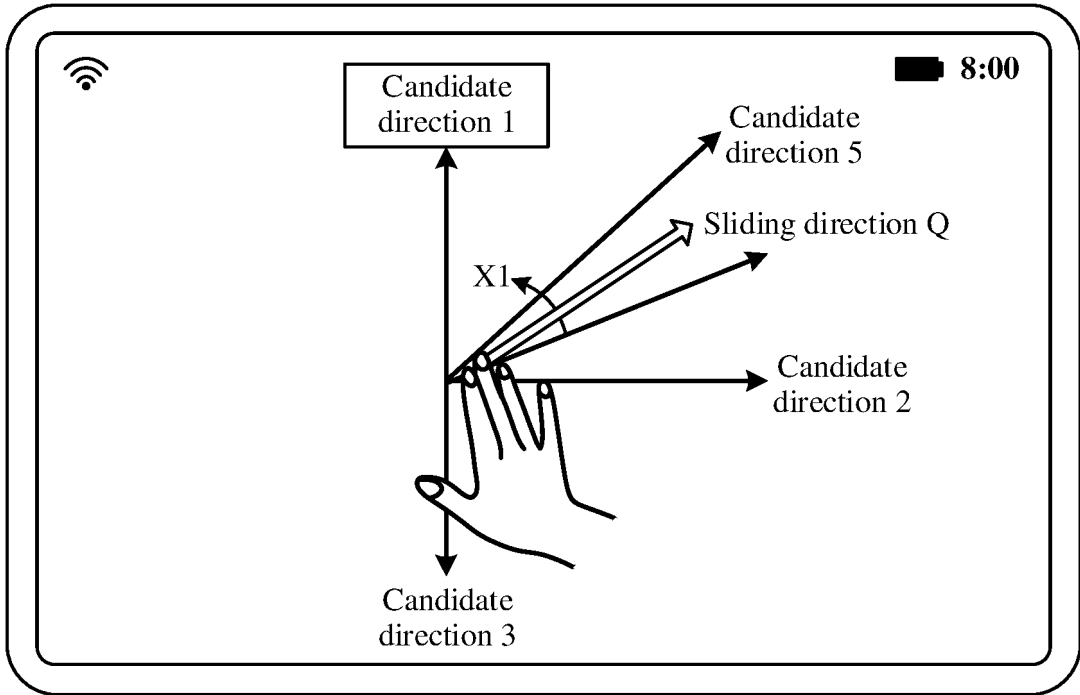 8:00
Candidate
direction 1
Candidate
direction 5
Sliding direction Q
X1
Candidate
direction 2
Candidate
direction 3